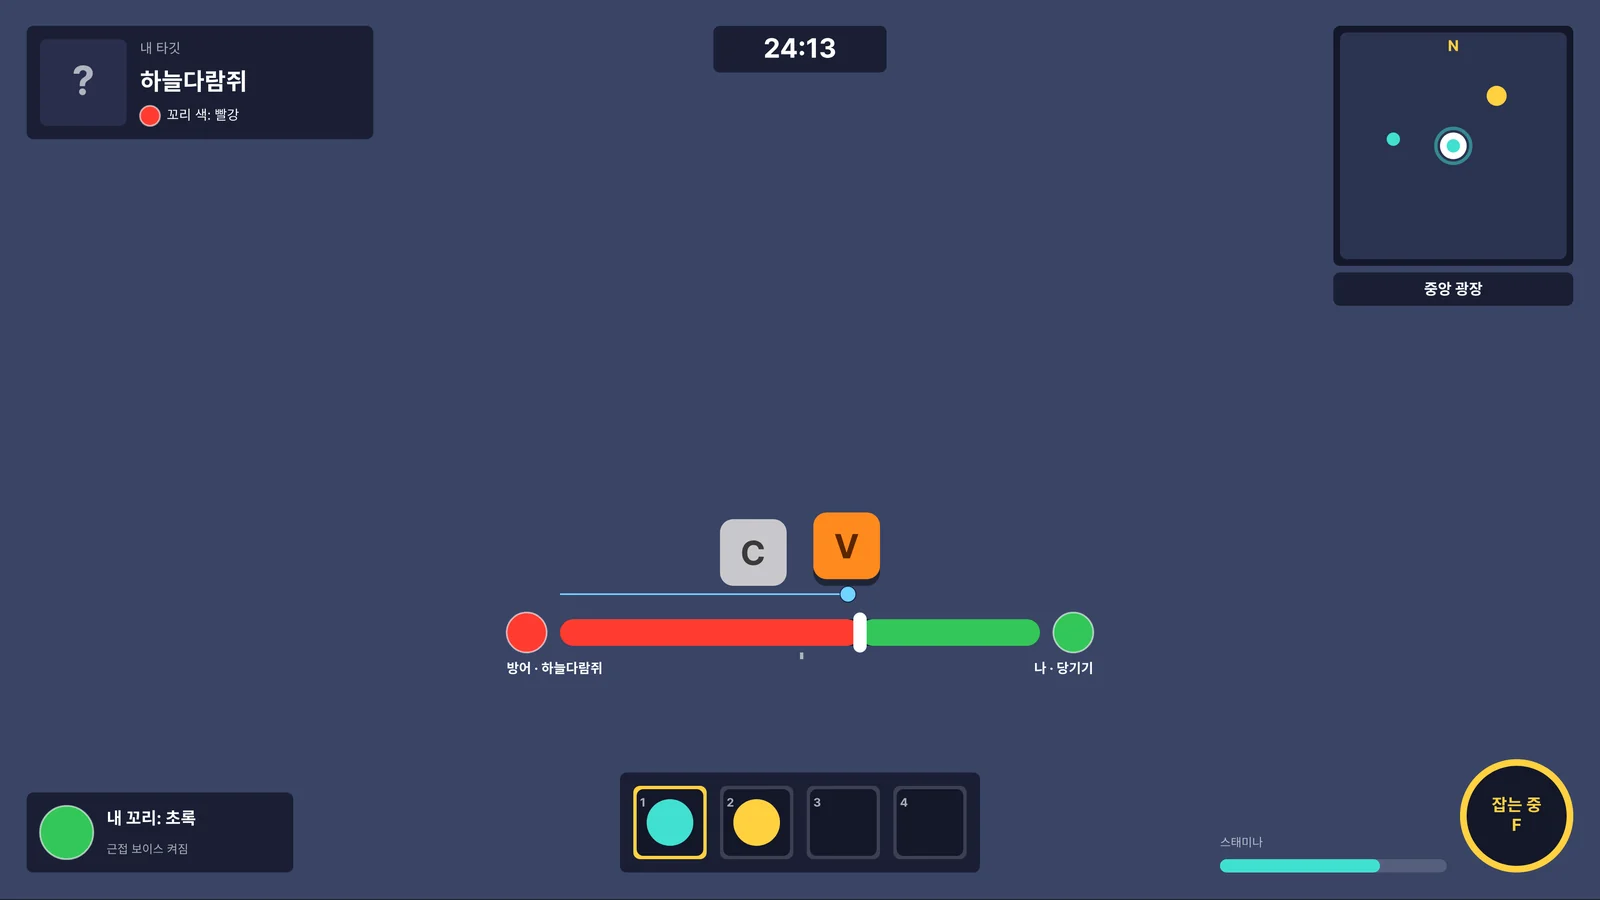 ?
내 타깃
하늘다람쥐
꼬리 색: 빨강
24:13
N
중앙 광장
C
V
방어 · 하늘다람쥐
나 · 당기기
내 꼬리: 초록
근접 보이스 켜짐
1
2
3
4
스태미나
잡는 중
F